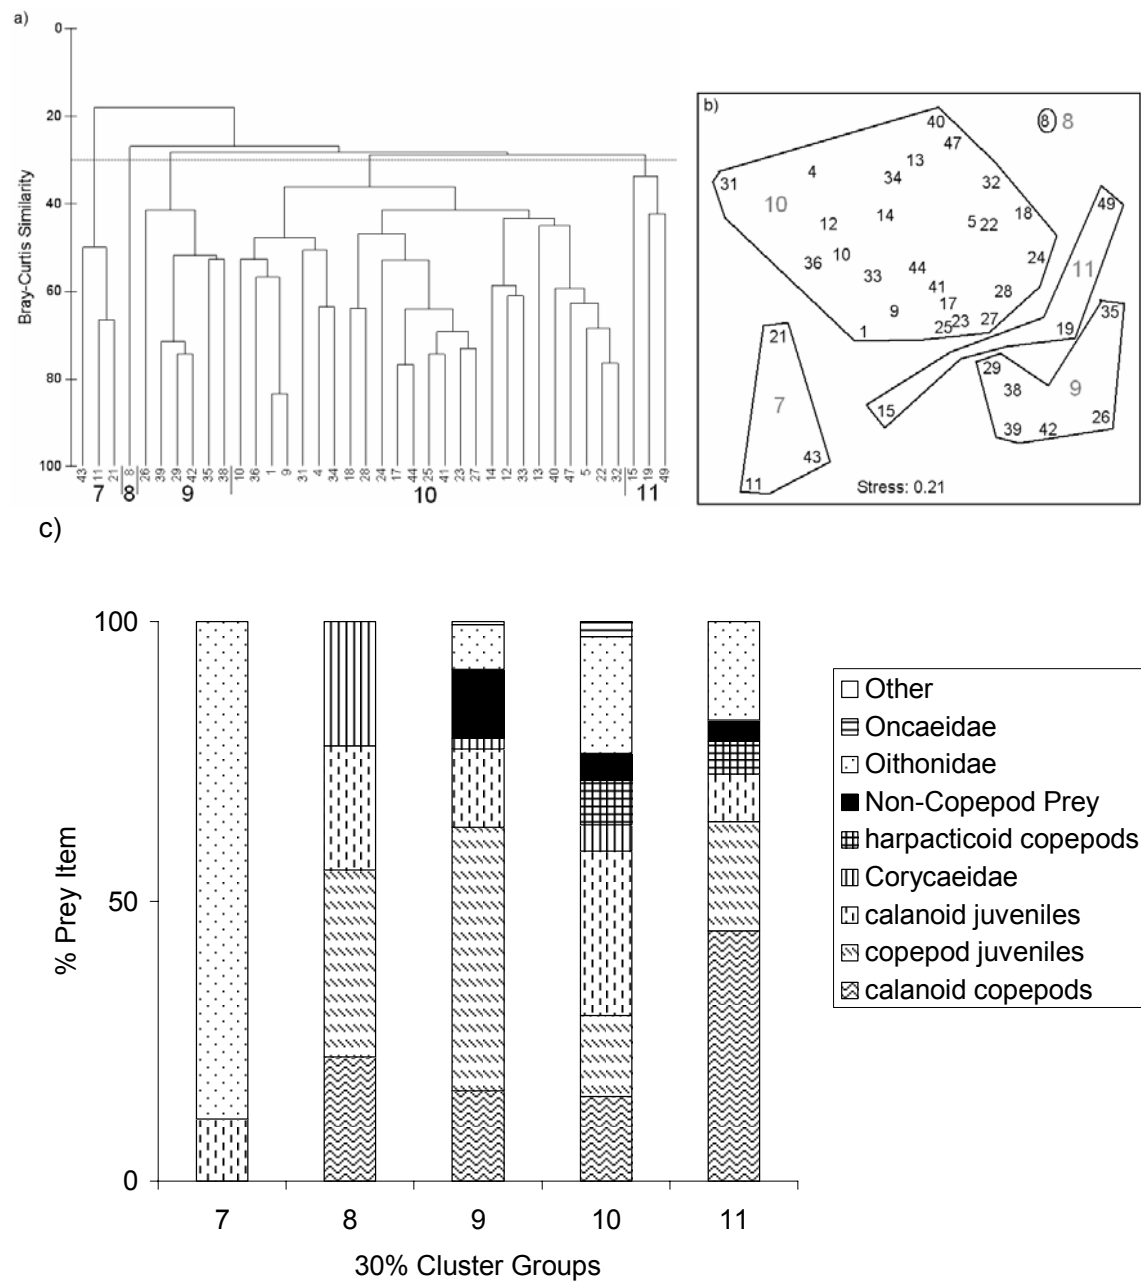 a)
0
20
40
60
80
100
Bray-Curtis Similarity
43 11 21 8 26 39 29 42 35 38 10 36 1 9 31 4 34 18 28 24 17 44 25 41 23 27 14 12 33 13 40 47 5 22 32 15 19 49
7 8 9 10 11
b)
8 8
40
47
13
4
34
31
32
49
10
14
18
12
5 22
10
36
24
44
11
33
41
28
17
35
9
23
27
25
19
1
21
29
38
9
7
15
26
39
42
43
11
Stress: 0.21
c)
100
50
0
% Prey Item
7 8 9 10 11
30% Cluster Groups
Other
Oncaeidae
Oithonidae
Non-Copepod Prey
harpacticoid copepods
Corycaeidae
calanoid juveniles
copepod juveniles
calanoid copepods